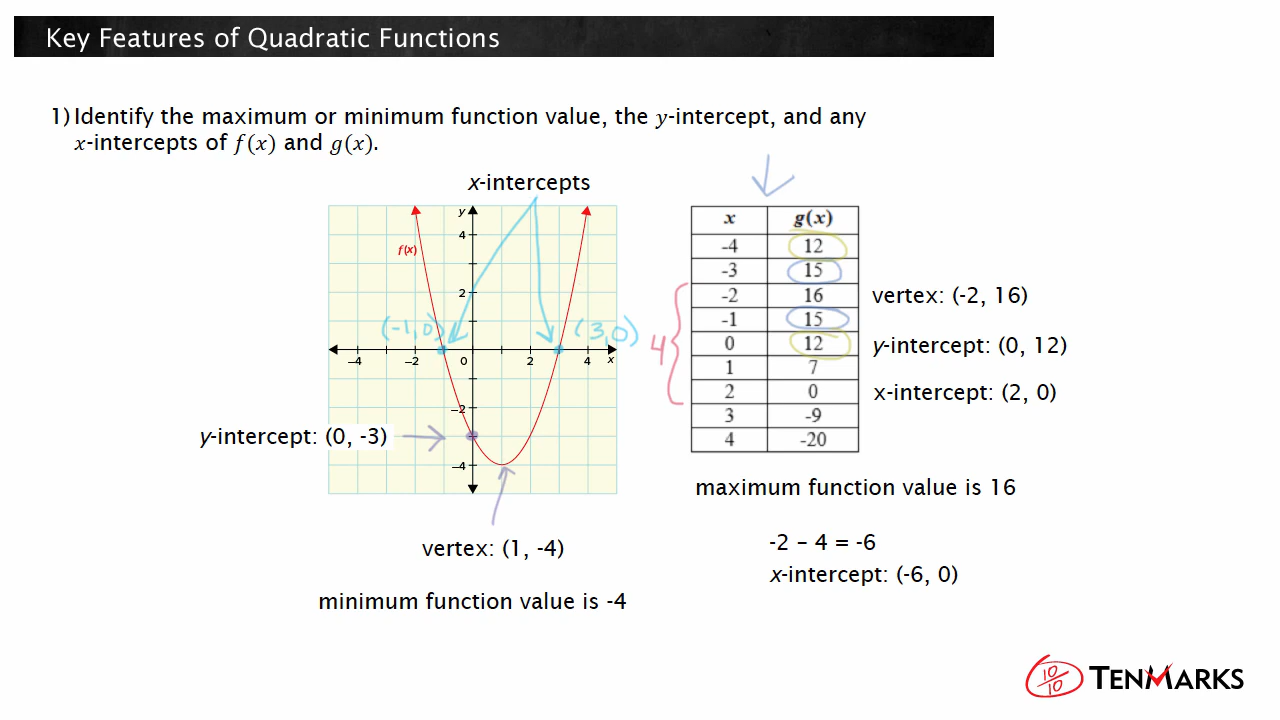 Key Features of Quadratic Functions
1) Identify the maximum or minimum function value, the y-intercept, and any
x-intercepts of f(x) and g(x).
x-intercepts
y
4
f(x)
2
(-1,0)
(3,0)
−4 −2 0 2 4 x
−2
y-intercept: (0, -3)
−4
vertex: (1, -4)
minimum function value is -4
x g(x)
-4 12
-3 15
-2 16 vertex: (-2, 16)
-1 15
4
0 12 y-intercept: (0, 12)
1 7
2 0 x-intercept: (2, 0)
3 -9
4 -20
maximum function value is 16
-2 – 4 = -6
x-intercept: (-6, 0)
10/10 TENMARKS